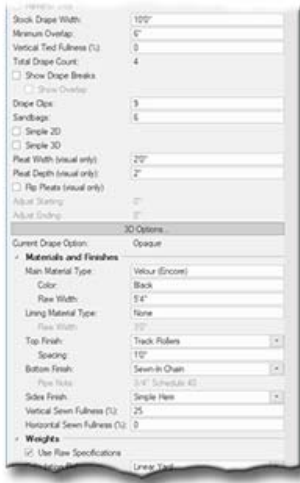 Stock Drape Width: 10'0"
Minimum Overlap: 6"
Vertical Tied Fullness (%): 0
Total Drape Count: 4
Show Drape Breaks
Show Overlap
Drape Clips: 9
Sandbags: 6
Simple 2D
Simple 3D
Pleat Width (visual only): 2'0"
Pleat Depth (visual only): 2"
Flip Pleats (visual only)
Adjust Starting: 0"
Adjust Ending: 0"
3D Options...
Current Drape Option: Opaque
Materials and Finishes
Main Material Type: Velour (Encore)
Color: Black
Raw Width: 5'4"
Lining Material Type: None
Raw Width:
Top Finish: Track Rollers
Spacing: 1'0"
Bottom Finish: Sewn-In Chain
Pipe Note: 3/4" Schedule 40
Sides Finish: Simple Hem
Vertical Sewn Fullness (%): 25
Horizontal Sewn Fullness (%): 0
Weights
Use Raw Specifications
Linear Yard